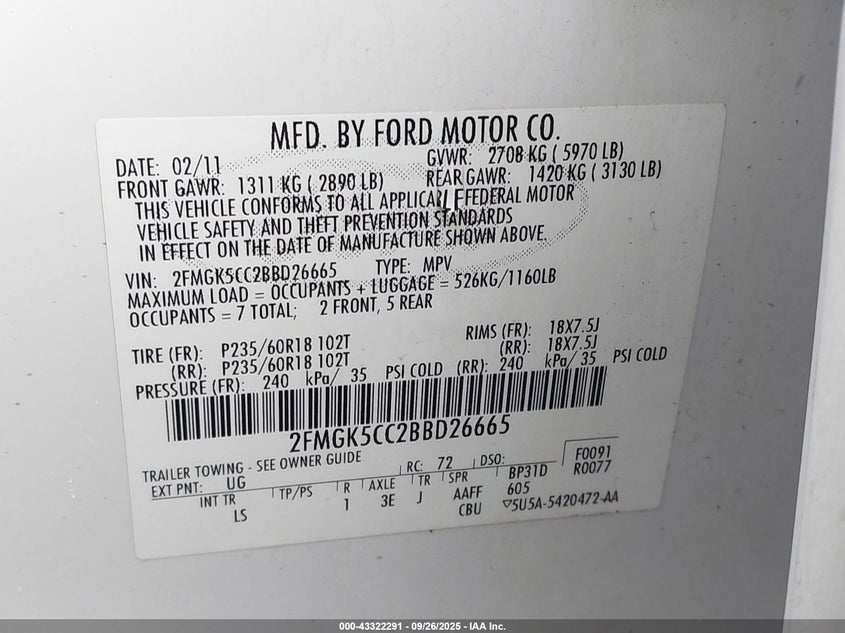 MFD. BY FORD MOTOR CO.
DATE: 02/11 GVWR: 2708 KG ( 5970 LB)
FRONT GAWR: 1311 KG ( 2890 LB) REAR GAWR: 1420 KG ( 3130 LB)
THIS VEHICLE CONFORMS TO ALL APPLICABLE FEDERAL MOTOR
VEHICLE SAFETY AND THEFT PREVENTION STANDARDS
IN EFFECT ON THE DATE OF MANUFACTURE SHOWN ABOVE.
VIN: 2FMGK5CC2BBD26665 TYPE: MPV
MAXIMUM LOAD = OCCUPANTS + LUGGAGE = 526KG/1160LB
OCCUPANTS = 7 TOTAL; 2 FRONT, 5 REAR
TIRE (FR): P235/60R18 102T RIMS (FR): 18X7.5J
(RR): P235/60R18 102T (RR): 18X7.5J
PRESSURE (FR): 240 kPa/ 35 PSI COLD (RR): 240 kPa/ 35 PSI COLD
2FMGK5CC2BBD26665
TRAILER TOWING - SEE OWNER GUIDE
EXT PNT: UG RC: 72 DSO: BP31D F0091
R0077
INT TR TP/PS R AXLE TR SPR 605
LS 1 3E J AAFF
CBU ▽5U5A-5420472-AA
000-43322291 - 09/26/2025 - IAA Inc.